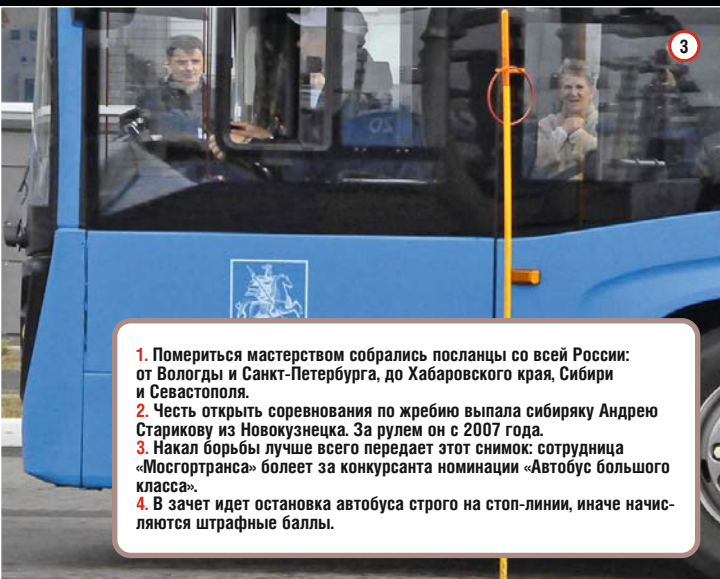 3
1. Помериться мастерством собрались посланцы со всей России:
от Вологды и Санкт-Петербурга, до Хабаровского края, Сибири
и Севастополя.
2. Честь открыть соревнования по жребию выпала сибиряку Андрею
Старикову из Новокузнецка. За рулем он с 2007 года.
3. Накал борьбы лучше всего передает этот снимок: сотрудница
«Мосгортранса» болеет за конкурсанта номинации «Автобус большого
класса».
4. В зачет идет остановка автобуса строго на стоп-линии, иначе начис-
ляются штрафные баллы.